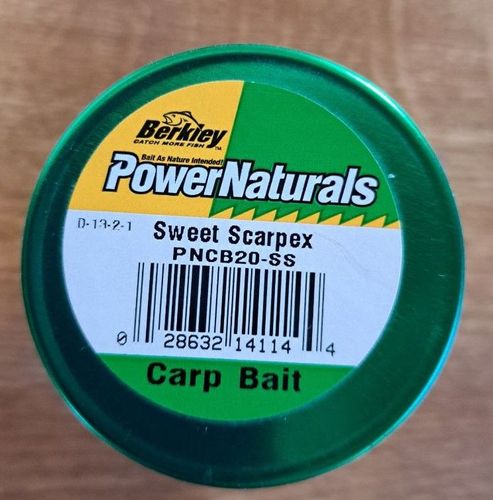 Berkley™
CATCH MORE FISH
Bait As Nature Intended!
PowerNaturals
D-13-2-1
Sweet Scarpex
PNCB20-SS
0 28632 14114 4
Carp Bait